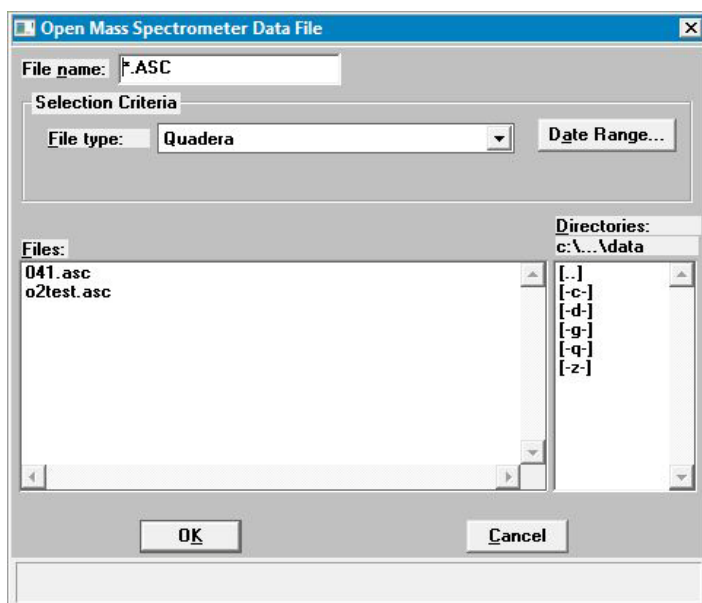 Open Mass Spectrometer Data File
File name: *.ASC
Selection Criteria
File type: Quadera
Date Range...
Directories:
c:\...\data
Files:
041.asc
o2test.asc
[..]
[-c-]
[-d-]
[-g-]
[-q-]
[-z-]
OK
Cancel